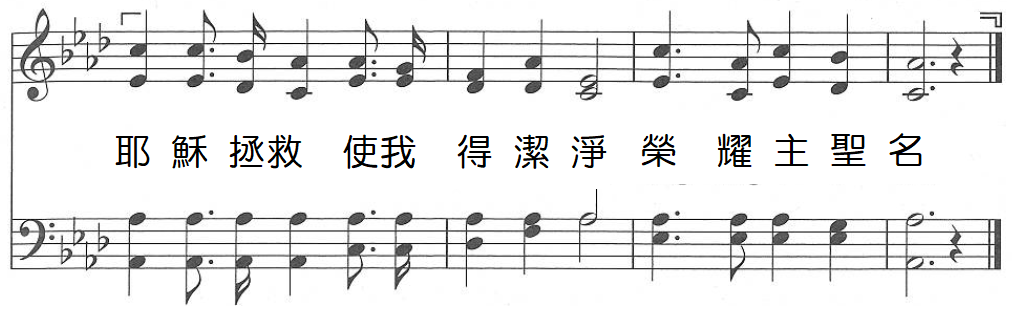 耶 穌 拯救 使我 得 潔 淨 榮 耀 主 聖 名